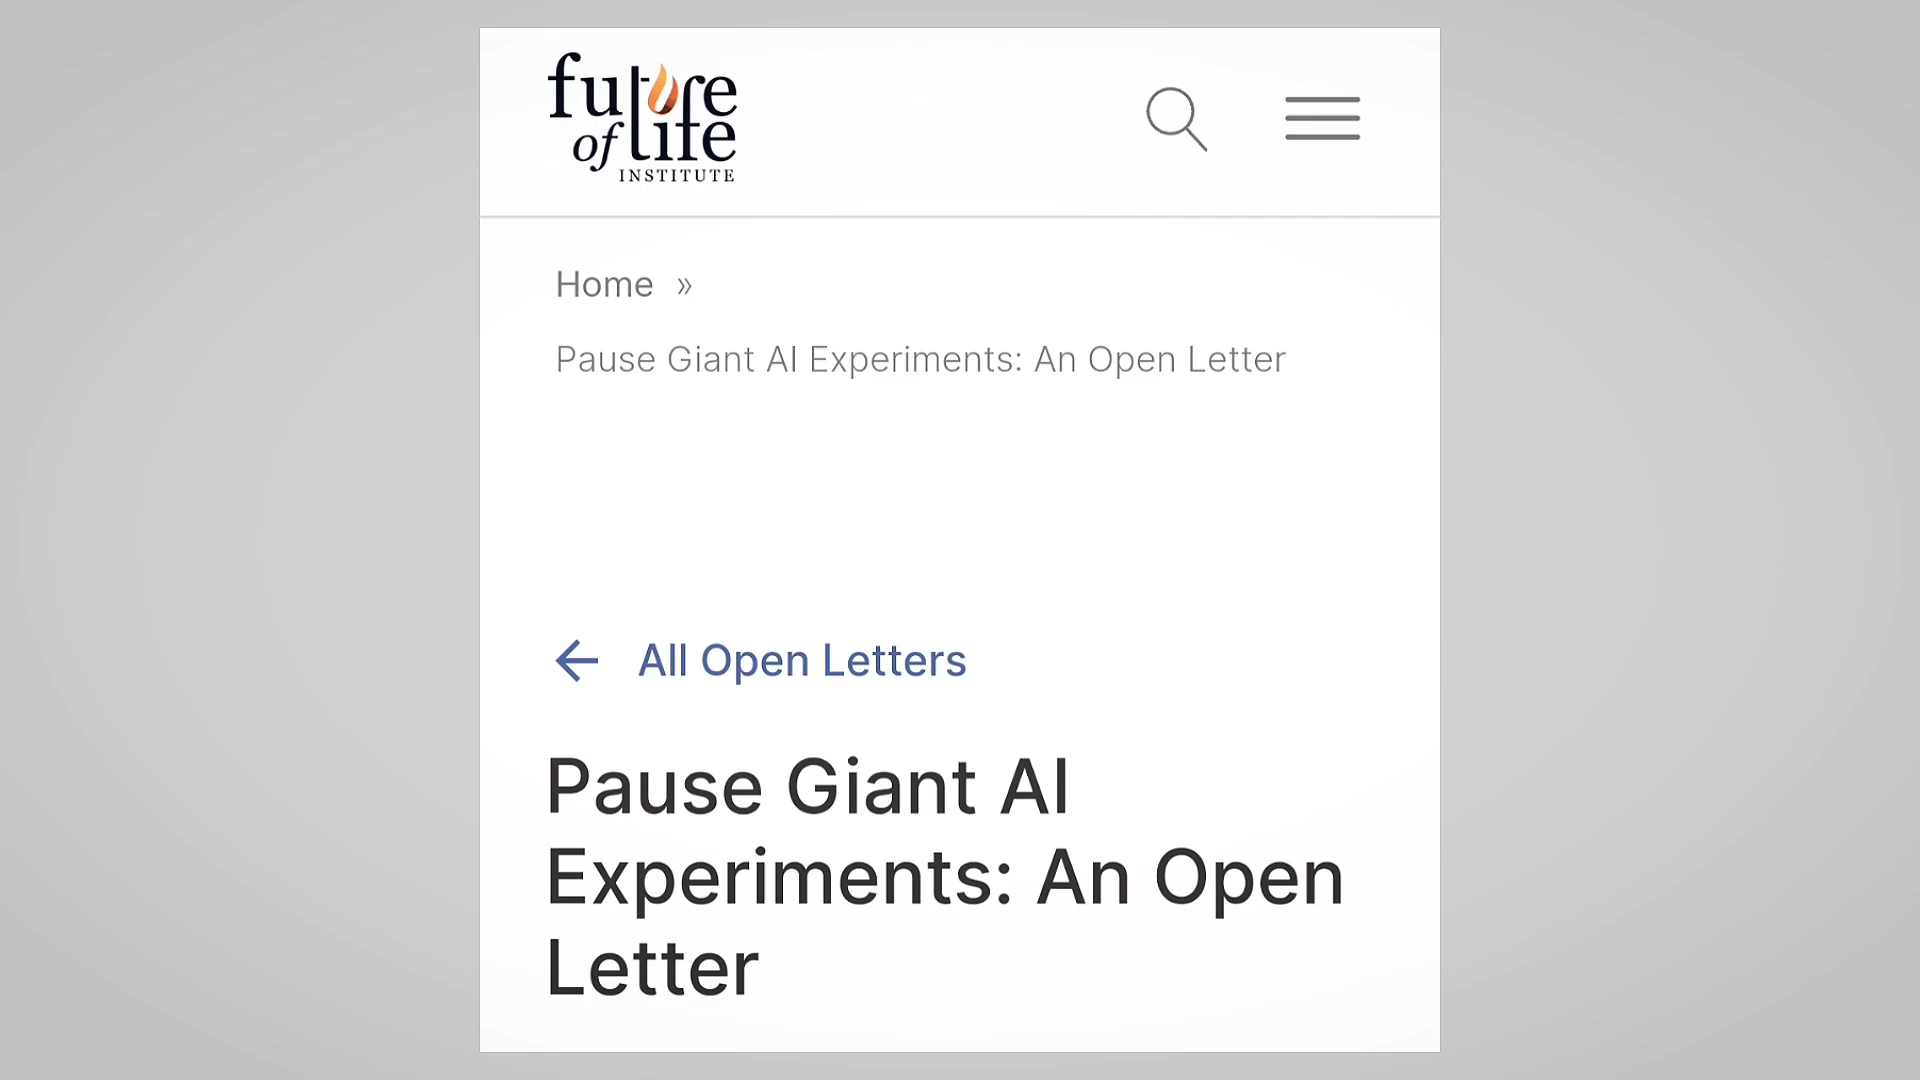 future
of life
INSTITUTE
Home »
Pause Giant AI Experiments: An Open Letter
← All Open Letters
Pause Giant AI
Experiments: An Open
Letter